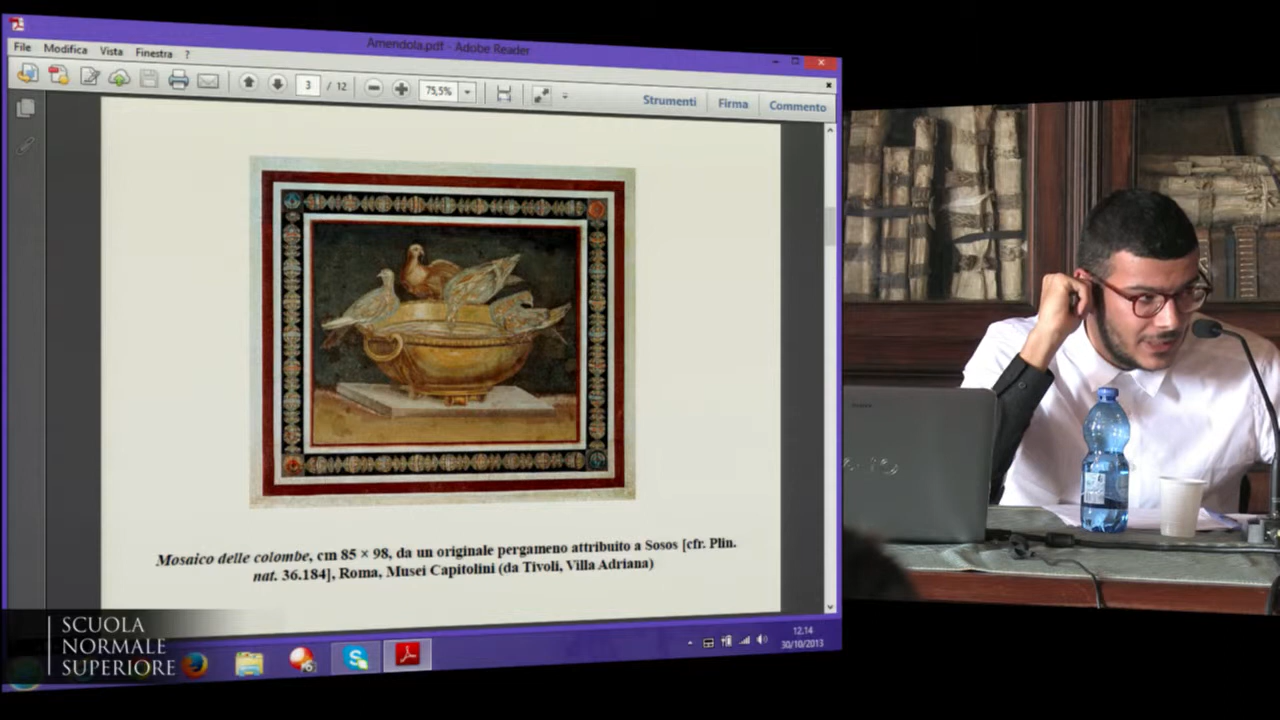 Amendola.pdf - Adobe Reader
File Modifica Vista Finestra ?
3 / 12 75,5% Strumenti Firma Commento
Mosaico delle colombe, cm 85 × 98, da un originale pergameno attribuito a Sosos [cfr. Plin.
nat. 36.184], Roma, Musei Capitolini (da Tivoli, Villa Adriana)
SCUOLA
NORMALE
SUPERIORE
12.14
30/10/2013